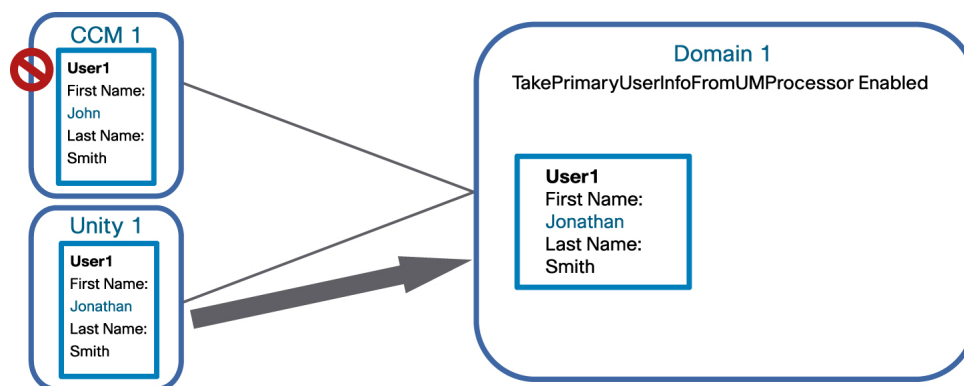 CCM 1
User1
First Name:
John
Last Name:
Smith
Unity 1
User1
First Name:
Jonathan
Last Name:
Smith
Domain 1
TakePrimaryUserInfoFromUMProcessor Enabled
User1
First Name:
Jonathan
Last Name:
Smith